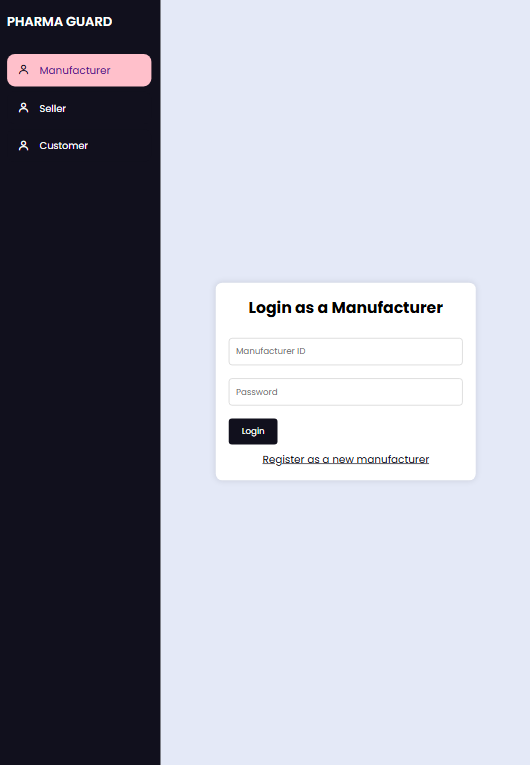 PHARMA GUARD
Manufacturer
Seller
Customer
Login as a Manufacturer
Manufacturer ID
Password
Login
Register as a new manufacturer